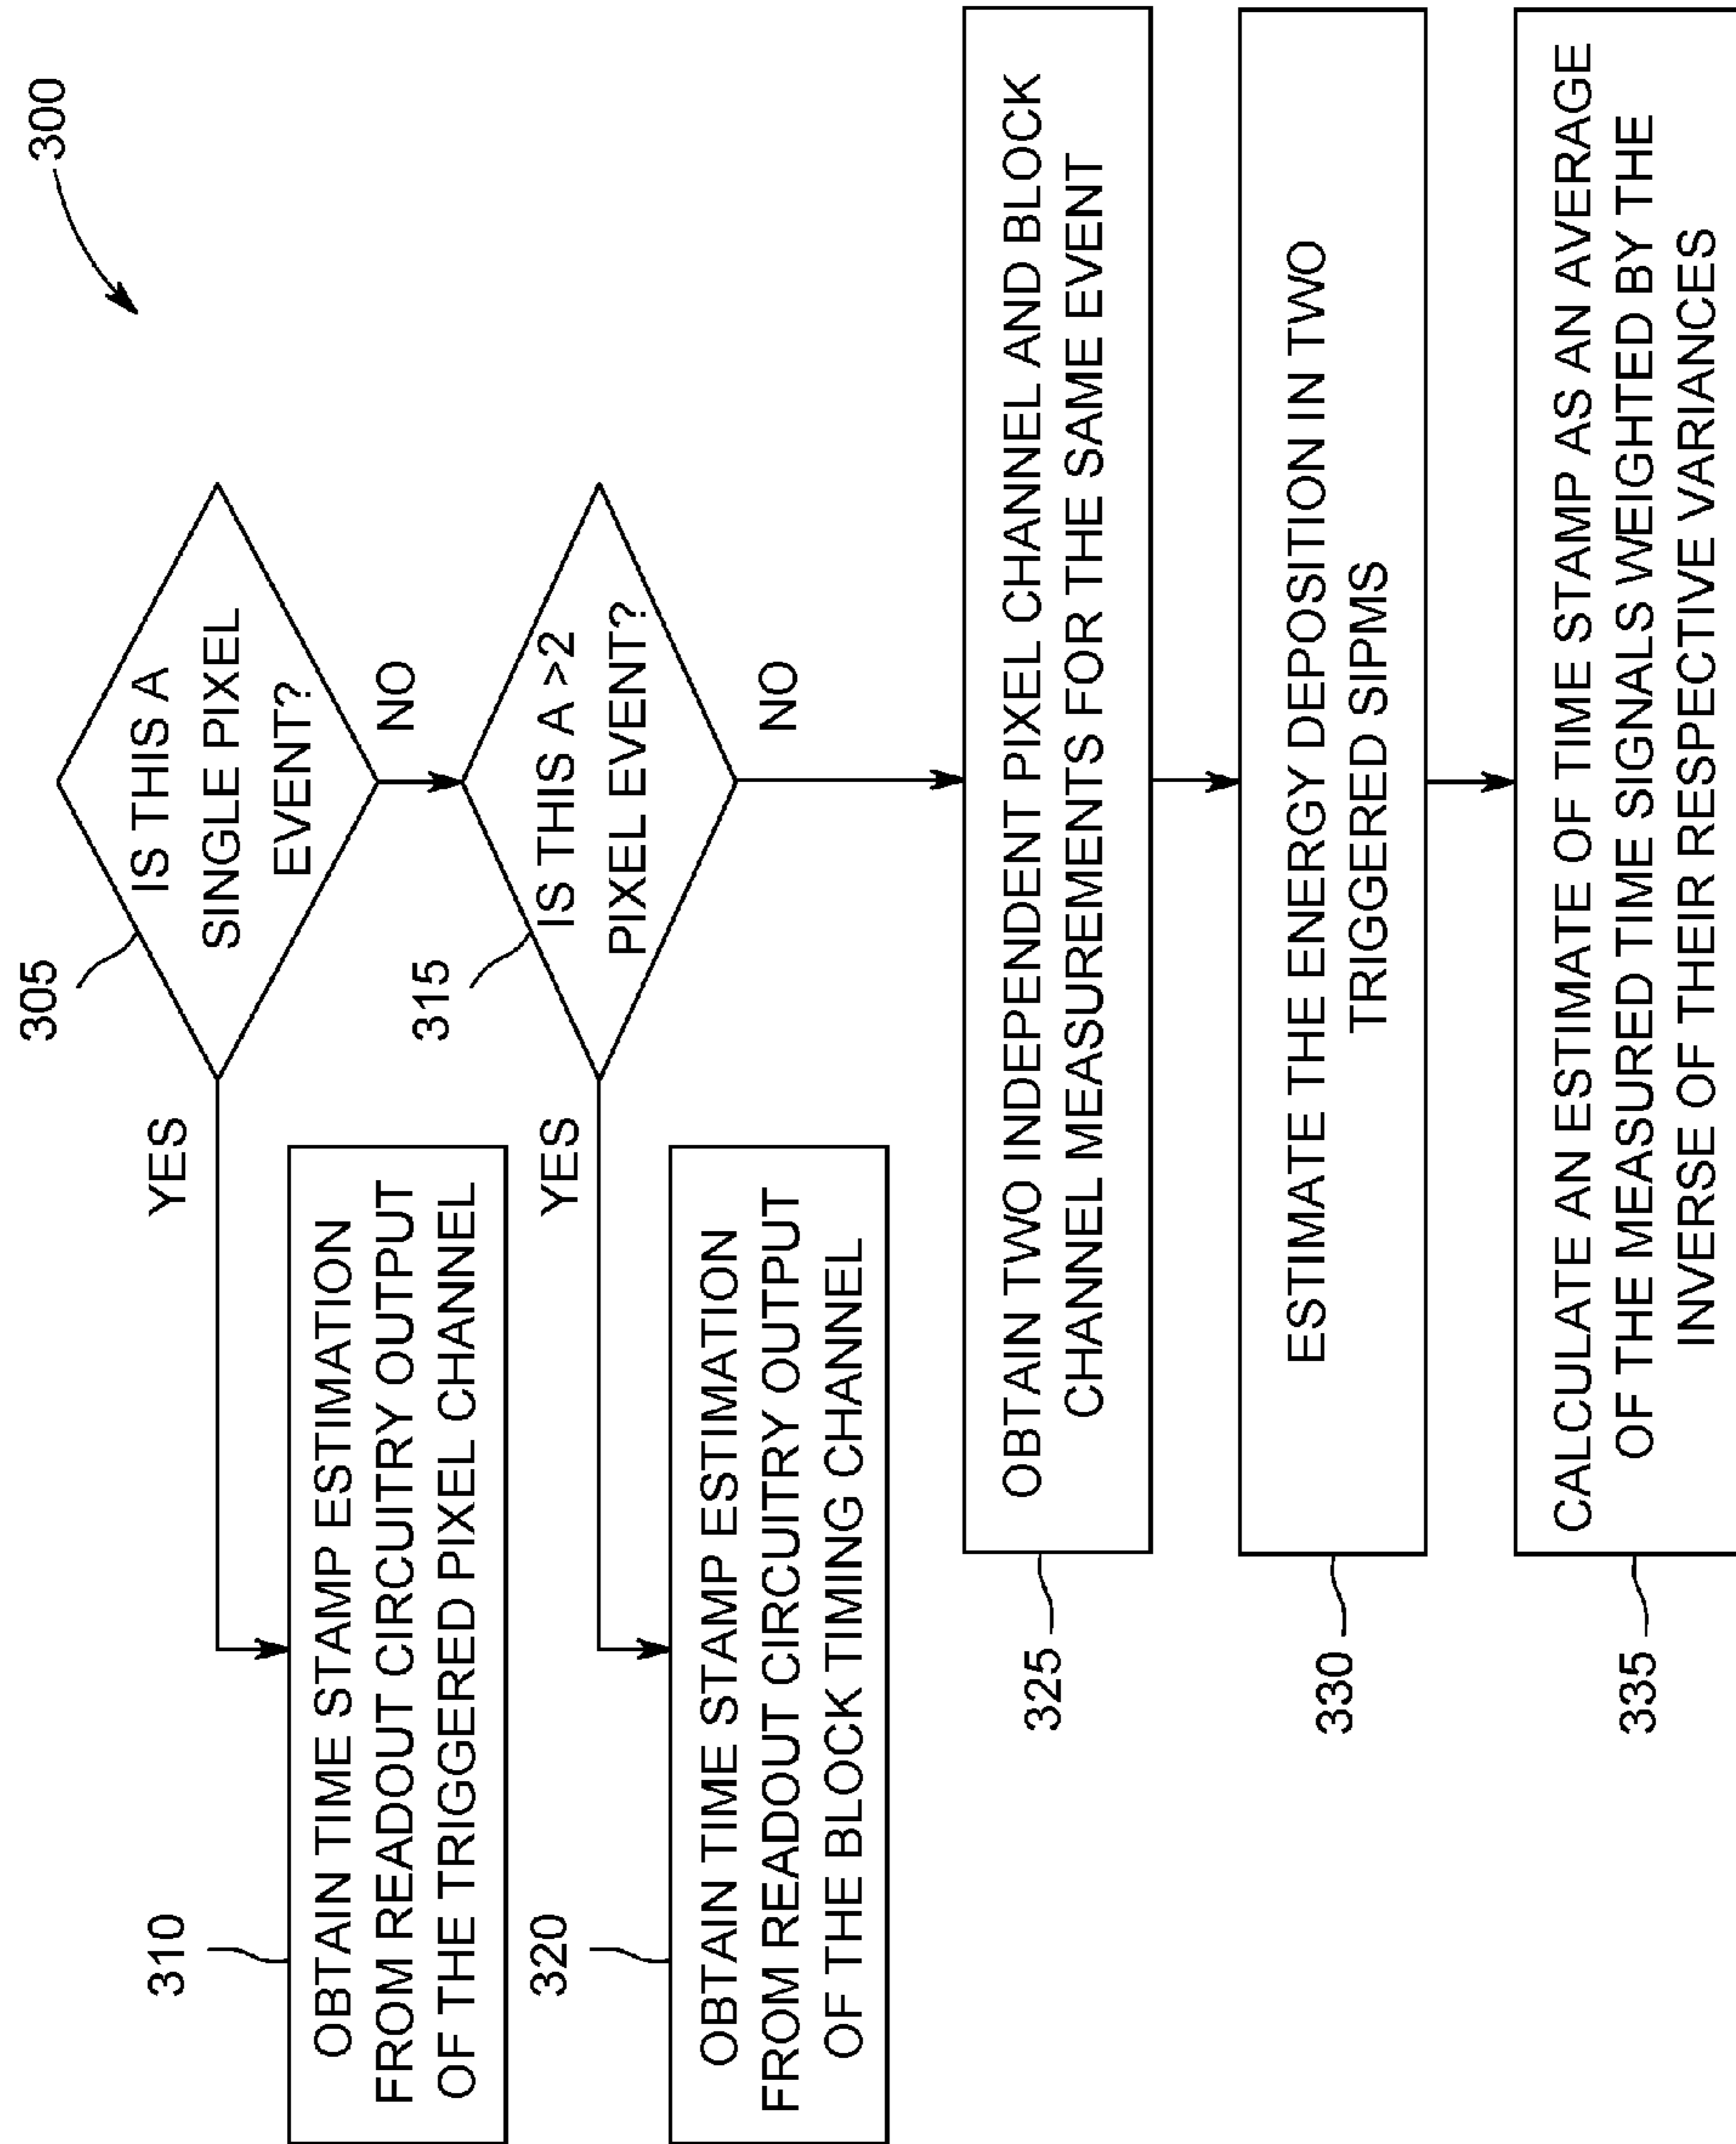 300
305
IS THIS A
SINGLE PIXEL
EVENT?
YES
NO
310
OBTAIN TIME STAMP ESTIMATION
FROM READOUT CIRCUITRY OUTPUT
OF THE TRIGGERED PIXEL CHANNEL
315
IS THIS A >2
PIXEL EVENT?
YES
NO
320
OBTAIN TIME STAMP ESTIMATION
FROM READOUT CIRCUITRY OUTPUT
OF THE BLOCK TIMING CHANNEL
325
OBTAIN TWO INDEPENDENT PIXEL CHANNEL AND BLOCK
CHANNEL MEASUREMENTS FOR THE SAME EVENT
330
ESTIMATE THE ENERGY DEPOSITION IN TWO
TRIGGERED SIPMS
335
CALCULATE AN ESTIMATE OF TIME STAMP AS AN AVERAGE
OF THE MEASURED TIME SIGNALS WEIGHTED BY THE
INVERSE OF THEIR RESPECTIVE VARIANCES